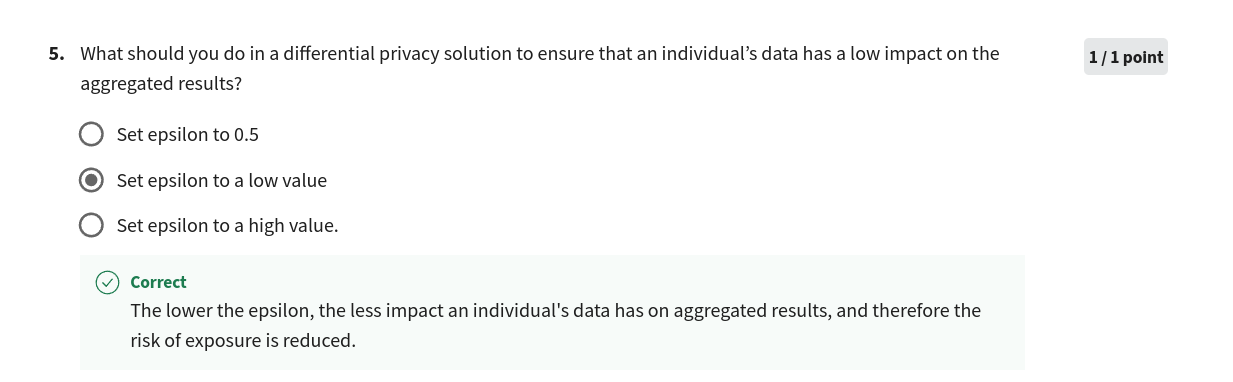 5. What should you do in a differential privacy solution to ensure that an individual’s data has a low impact on the
aggregated results?
1 / 1 point
Set epsilon to 0.5
Set epsilon to a low value
Set epsilon to a high value.
Correct
The lower the epsilon, the less impact an individual's data has on aggregated results, and therefore the
risk of exposure is reduced.